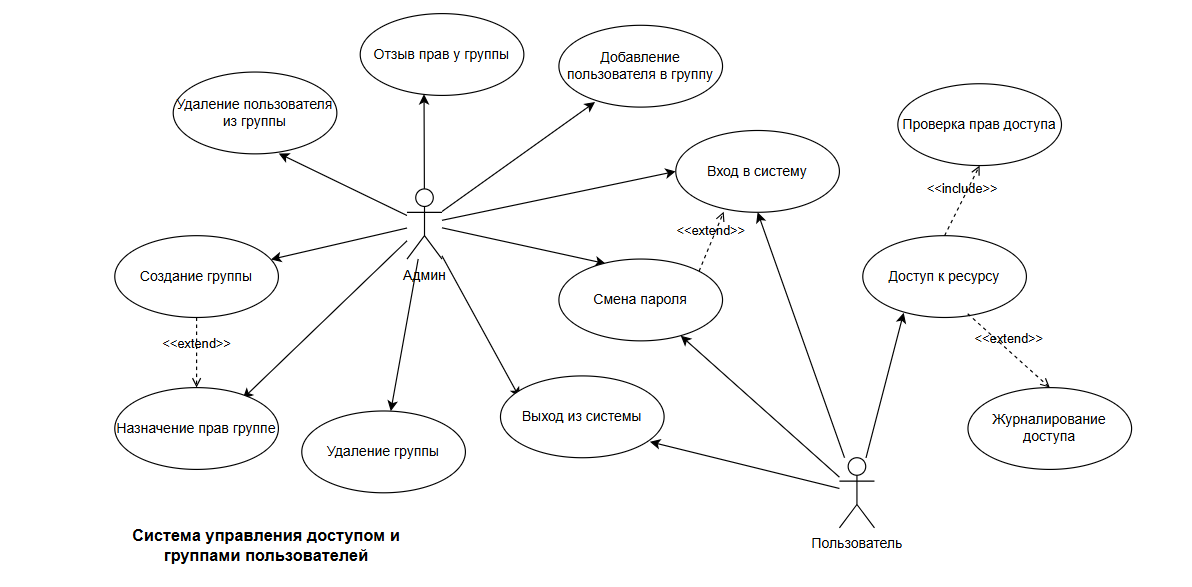 Отзыв прав у группы
Добавление
пользователя в группу
Удаление пользователя
из группы
Проверка прав доступа
Вход в систему
<<include>>
<<extend>>
Админ
Создание группы
Смена пароля
Доступ к ресурсу
<<extend>>
<<extend>>
Назначение прав группе
Удаление группы
Выход из системы
Журналирование
доступа
Система управления доступом и
группами пользователей
Пользователь